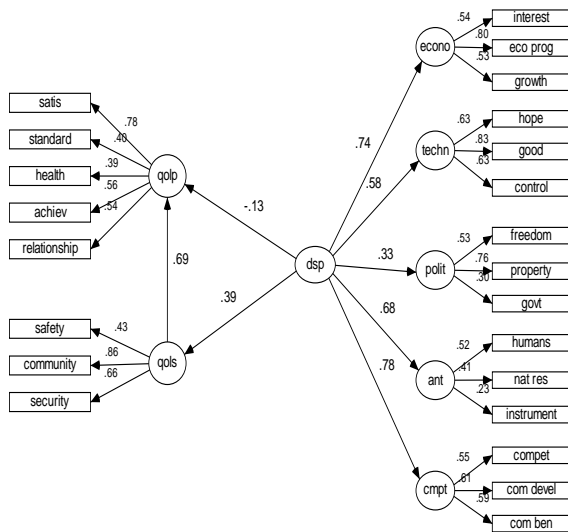 satis
standard
health
achiev
relationship
.78
.40
.39
.56
.54
qolp
.69
safety
community
security
.43
.86
.66
qols
-.13
.39
dsp
.74
.58
.33
.68
.78
econo
.54
.80
.53
interest
eco prog
growth
techn
.63
.83
.63
hope
good
control
polit
.53
.76
.30
freedom
property
govt
ant
.52
.41
.23
humans
nat res
instrument
cmpt
.55
.61
.59
compet
com devel
com ben